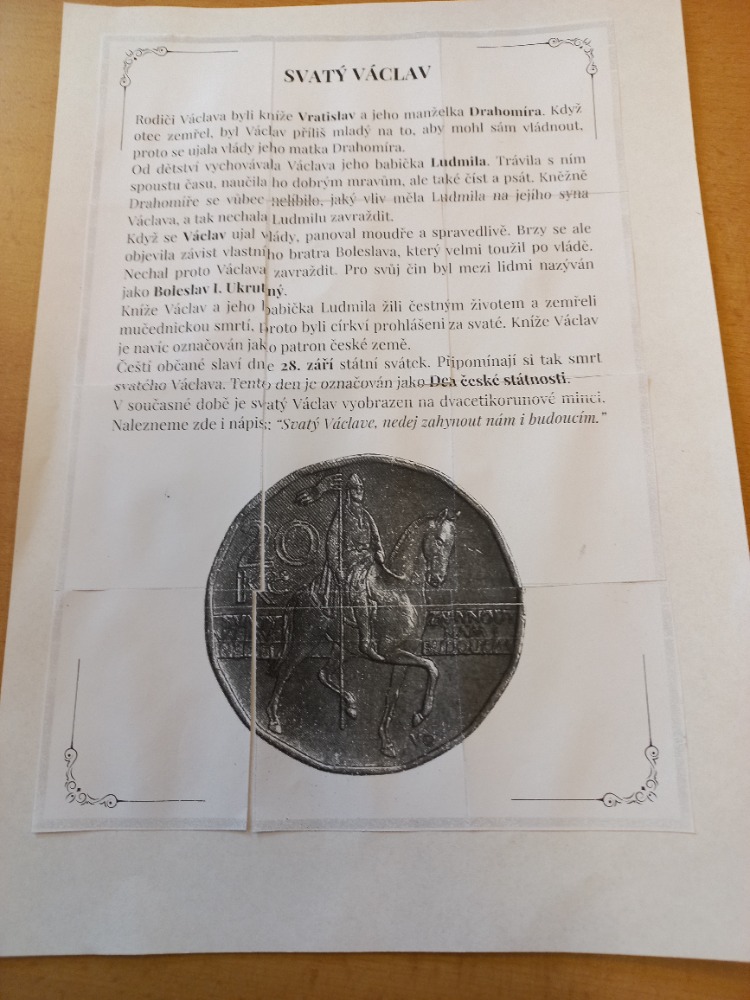 SVATÝ VÁCLAV
Rodiči Václava byli kníže Vratislav a jeho manželka Drahomíra. Když
otec zemřel, byl Václav příliš mladý na to, aby mohl sám vládnout,
proto se ujala vlády jeho matka Drahomíra.
Od dětství vychovávala Václava jeho babička Ludmila. Trávila s ním
spoustu času, naučila ho dobrým mravům, ale také číst a psát. Kněžně
Drahomíře se vůbec nelíbilo, jaký vliv měla Ludmila na jejího syna
Václava, a tak nechala Ludmilu zavraždit.
Když se Václav ujal vlády, panoval moudře a spravedlivě. Brzy se ale
objevila závist vlastního bratra Boleslava, který velmi toužil po vládě.
Nechal proto Václava zavraždit. Pro svůj čin byl mezi lidmi nazýván
jako Boleslav I. Ukrutný.
Kníže Václav a jeho babička Ludmila žili čestným životem a zemřeli
mučednickou smrtí, proto byli církví prohlášeni za svaté. Kníže Václav
je navíc označován jako patron české země.
Čeští občané slaví dne 28. září státní svátek. Připomínají si tak smrt
svatého Václava. Tento den je označován jako Den české státnosti.
V současné době je svatý Václav vyobrazen na dvacetikorunové minci.
Nalezneme zde i nápis: “Svatý Václave, nedej zahynout nám i budoucím.”
20
Kč
ZAHYNOUT
NÁM I
BUDOUCÍM